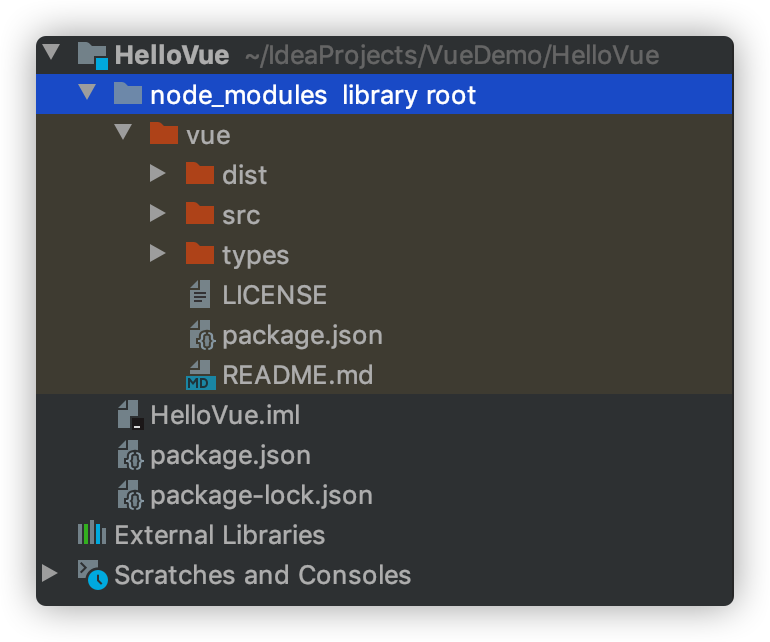 HelloVue ~/IdeaProjects/VueDemo/HelloVue
node_modules library root
vue
dist
src
types
LICENSE
package.json
MD README.md
HelloVue.iml
package.json
package-lock.json
External Libraries
Scratches and Consoles